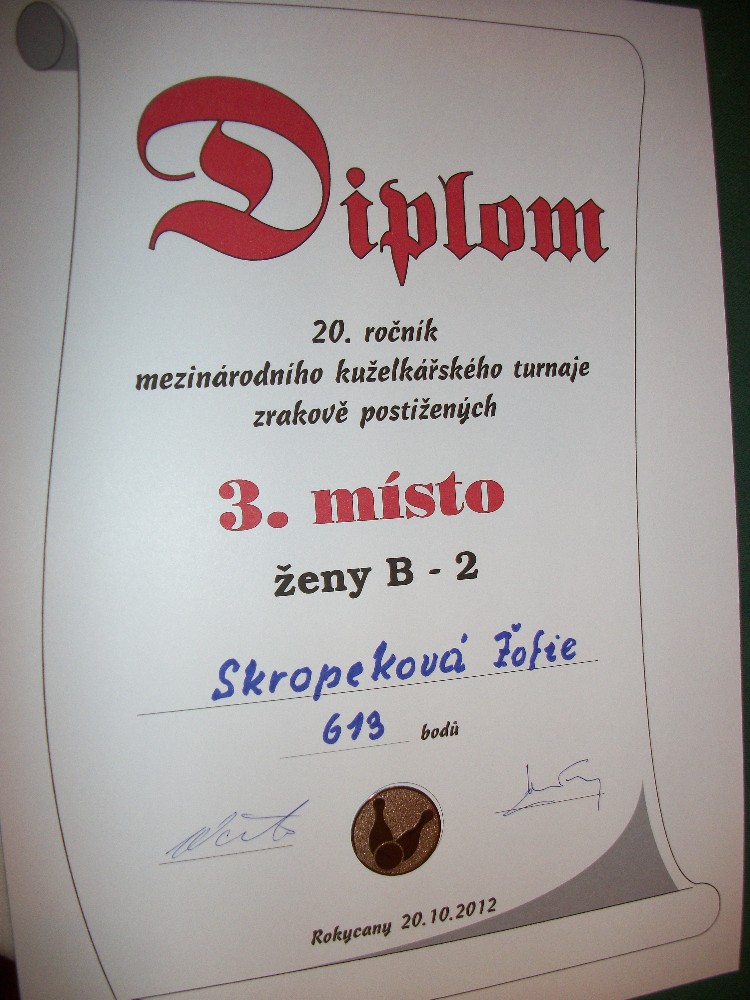 Diplom
20. ročník
mezinárodního kuželkářského turnaje
zrakově postižených
3. místo
ženy B - 2
Skropeková Žofie
613 bodů
Rokycany 20.10.2012